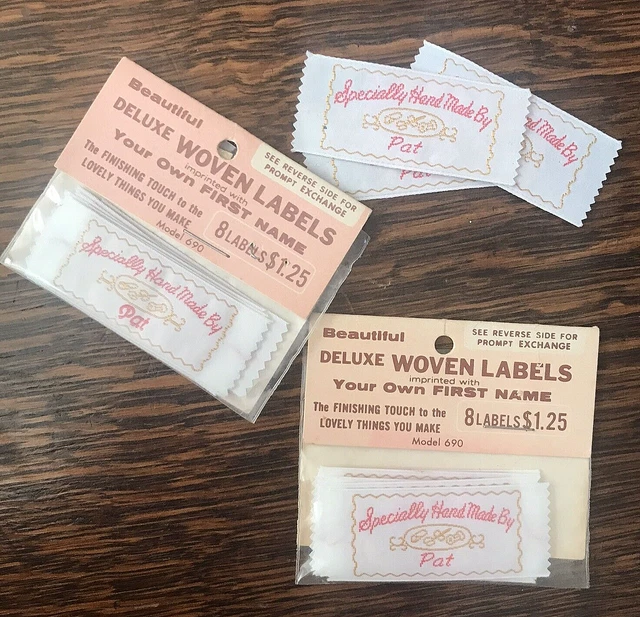 Beautiful
DELUXE WOVEN LABELS
imprinted with
Your Own FIRST NAME
The FINISHING TOUCH to the
LOVELY THINGS YOU MAKE
Model 690
8 LABELS $1.25
SEE REVERSE SIDE FOR
PROMPT EXCHANGE
Specially Hand Made By
Pat
Specially Hand Made By
Pat
nd Made By
Beautiful
DELUXE WOVEN LABELS
imprinted with
Your Own FIRST NAME
The FINISHING TOUCH to the
LOVELY THINGS YOU MAKE
Model 690
8 LABELS $1.25
SEE REVERSE SIDE FOR
PROMPT EXCHANGE
Specially Hand Made By
Pat